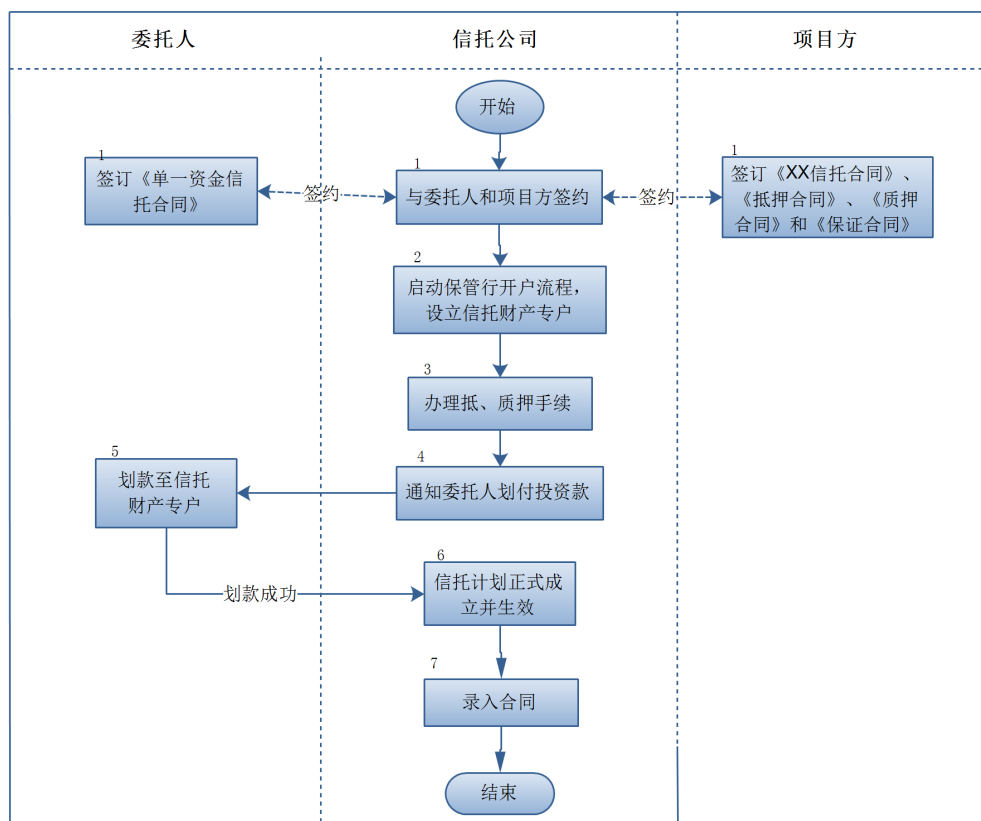 委托人
信托公司
项目方
开始
1
签订《单一资金信
托合同》
签约
1
与委托人和项目方签约
签约
1
签订《XX信托合同》、
《抵押合同》、《质押
合同》和《保证合同》
2
启动保管行开户流程，
设立信托财产专户
3
办理抵、质押手续
4
通知委托人划付投资款
5
划款至信托
财产专户
划款成功
6
信托计划正式成
立并生效
7
录入合同
结束